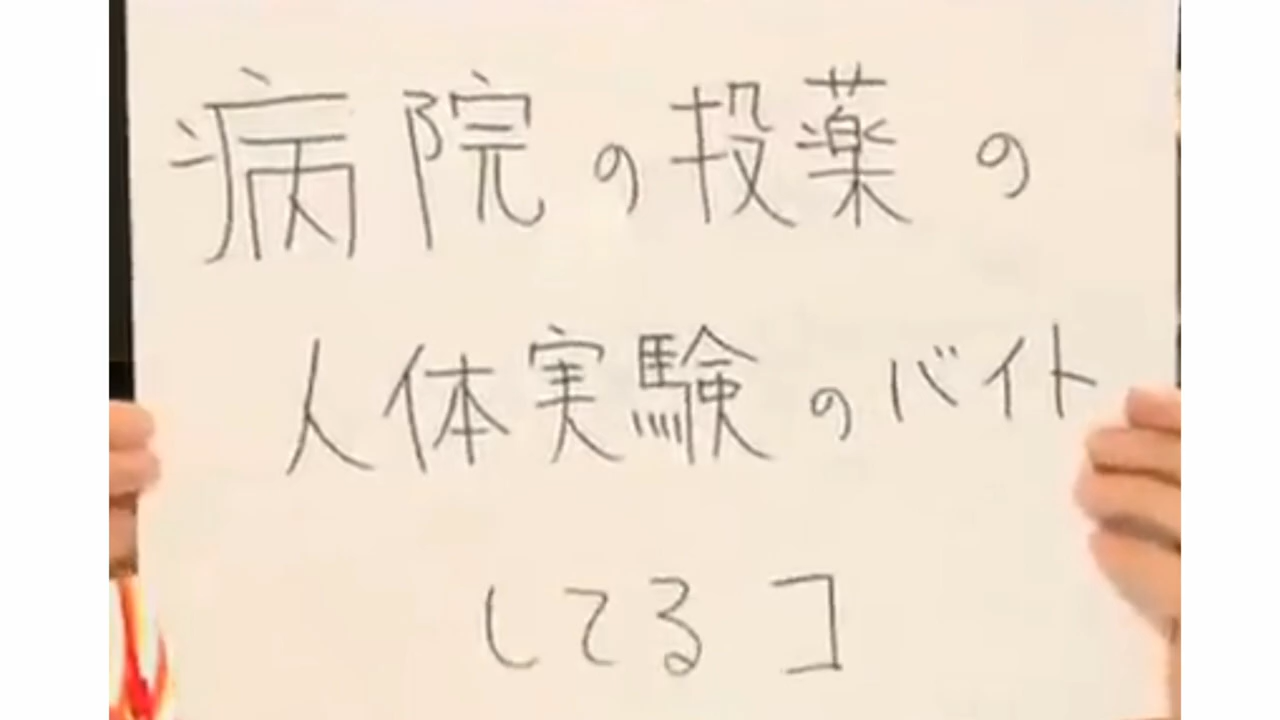 病院の投薬の
人体実験のバイト
してるコ